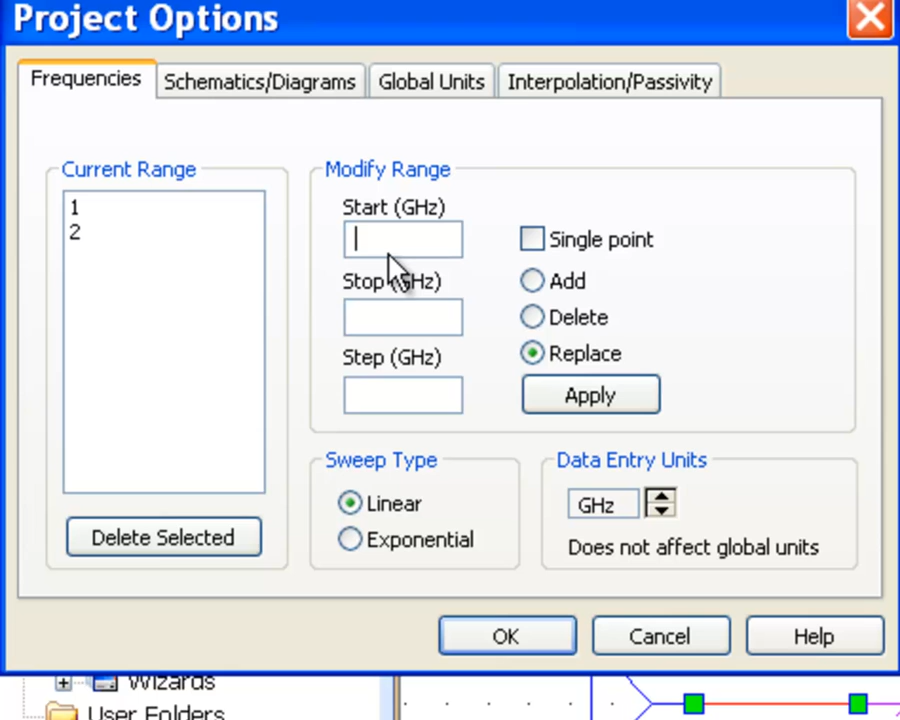 Project Options
Frequencies
Schematics/Diagrams
Global Units
Interpolation/Passivity
Current Range
1
2
Delete Selected
Modify Range
Start (GHz)
Stop (GHz)
Step (GHz)
Single point
Add
Delete
Replace
Apply
Sweep Type
Linear
Exponential
Data Entry Units
GHz
Does not affect global units
OK
Cancel
Help
Wizards
User Folders